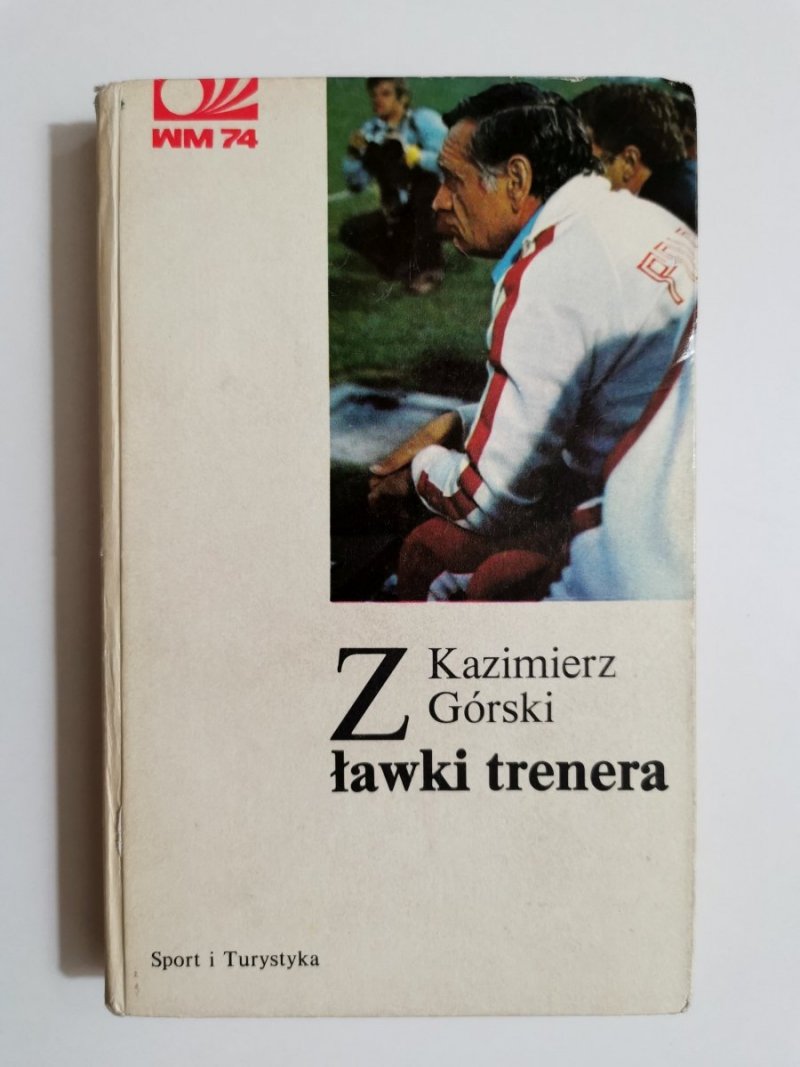 WM 74
Z Kazimierz
Górski
ławki trenera
Sport i Turystyka